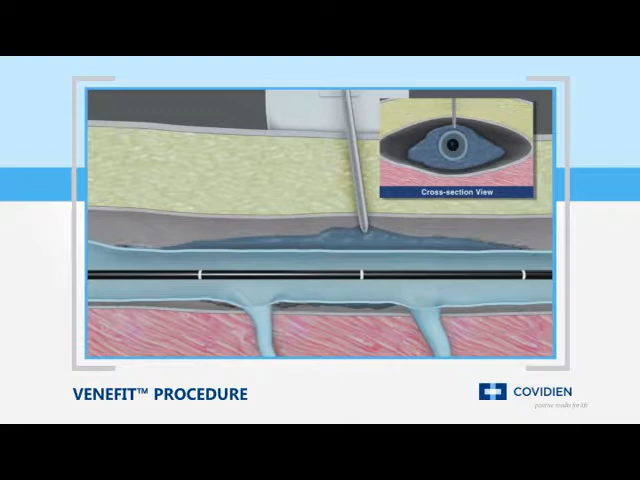 Cross-section View
VENEFIT™ PROCEDURE
COVIDIEN
positive results for life